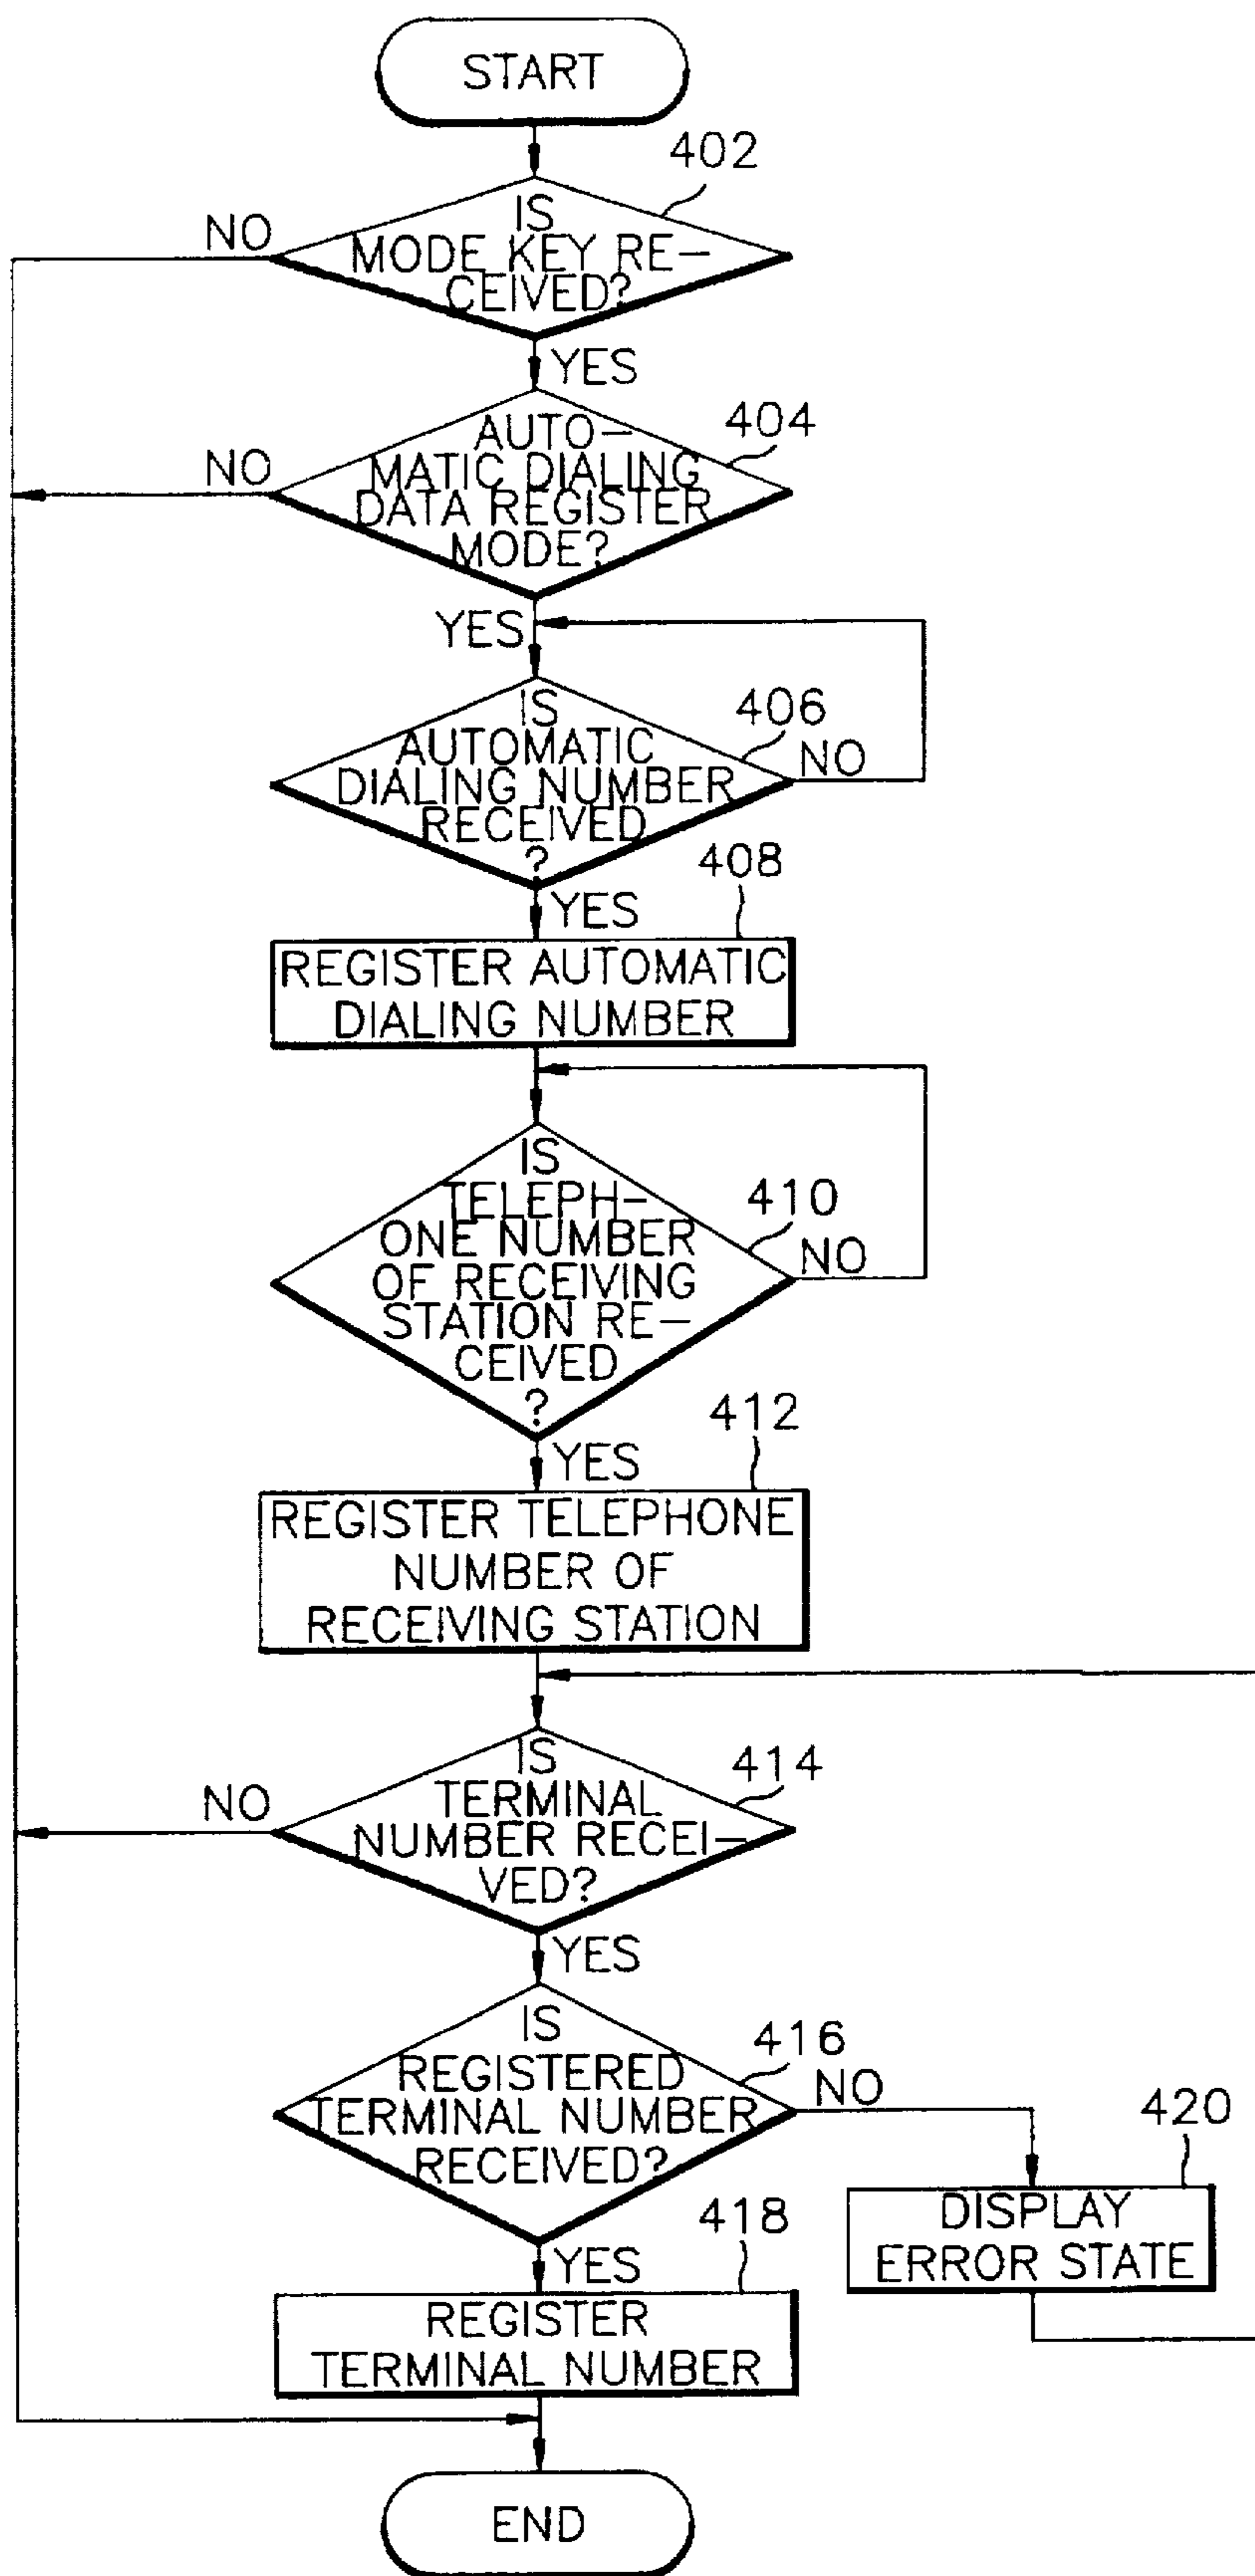 START
402
IS
MODE KEY RE-
CEIVED?
NO
YES
404
AUTO-
MATIC DIALING
DATA REGISTER
MODE?
NO
YES
406
IS
AUTOMATIC
DIALING NUMBER
RECEIVED
?
NO
YES
408
REGISTER AUTOMATIC
DIALING NUMBER
410
IS
TELEPH-
ONE NUMBER
OF RECEIVING
STATION RE-
CEIVED
?
NO
YES
412
REGISTER TELEPHONE
NUMBER OF
RECEIVING STATION
414
IS
TERMINAL
NUMBER RECEI-
VED?
NO
YES
416
IS
REGISTERED
TERMINAL NUMBER
RECEIVED?
NO
YES
420
DISPLAY
ERROR STATE
418
REGISTER
TERMINAL NUMBER
END